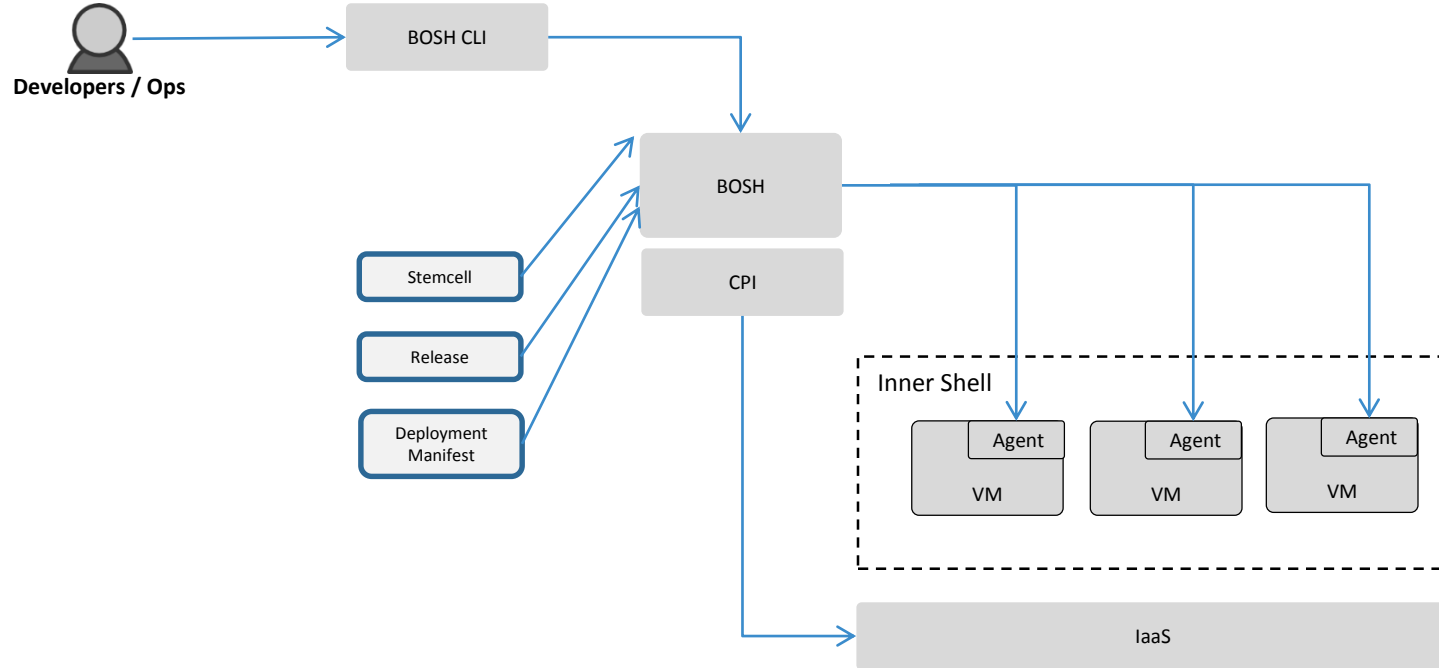 BOSH CLI
Developers / Ops
BOSH
Stemcell
CPI
Release
Inner Shell
Deployment
Manifest
Agent
VM
Agent
VM
Agent
VM
IaaS